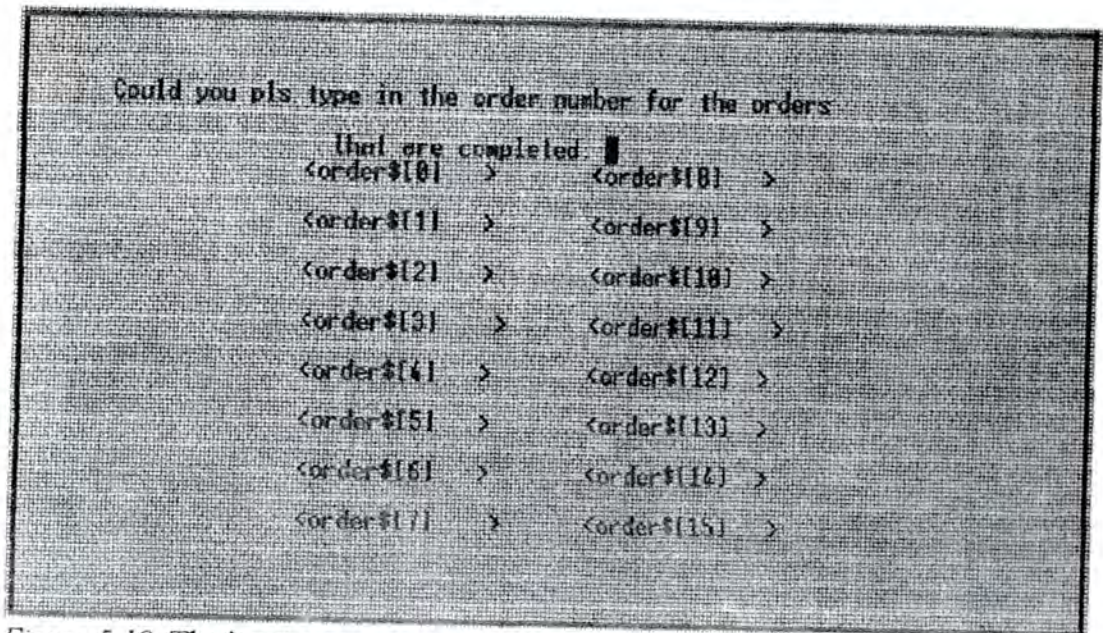 Could you pls type in the order number for the orders
that are completed.
<order$[0] > <order$[8] >
<order$[1] > <order$[9] >
<order$[2] > <order$[10] >
<order$[3] > <order$[11] >
<order$[4] > <order$[12] >
<order$[5] > <order$[13] >
<order$[6] > <order$[14] >
<order$[7] > <order$[15] >